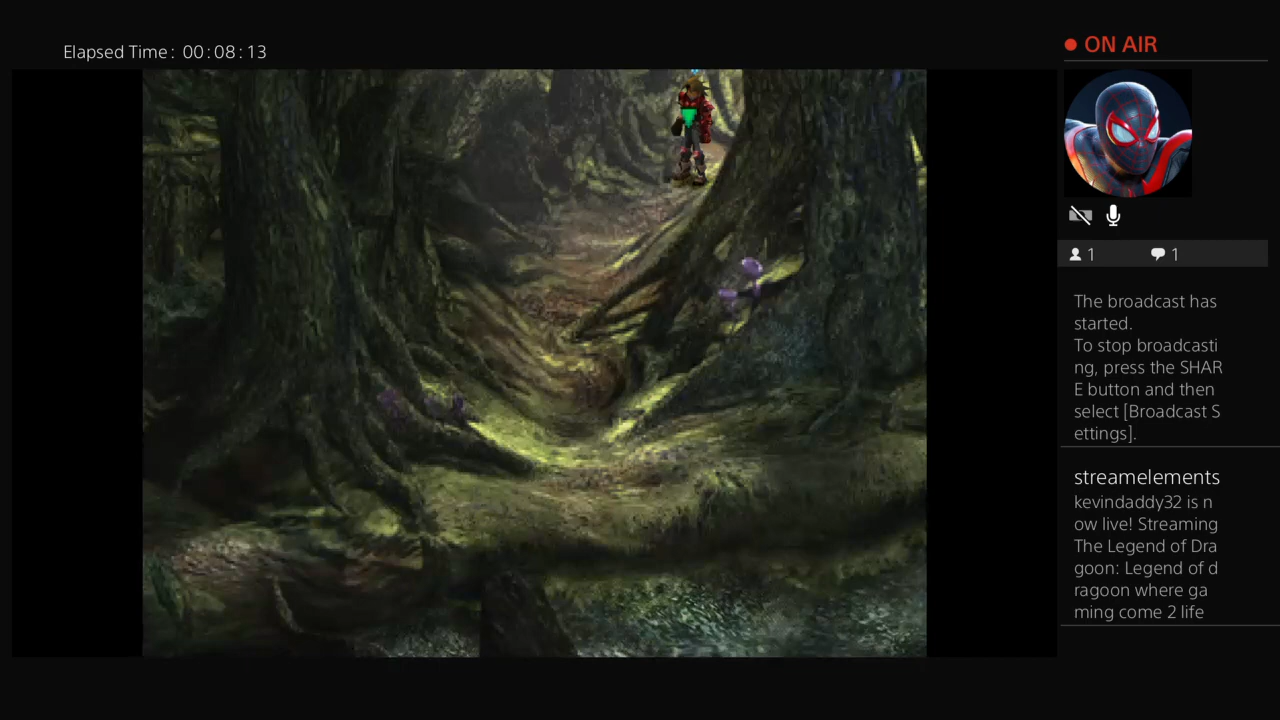 Elapsed Time: 00:08:13
ON AIR
1 1
The broadcast has
started.
To stop broadcasti
ng, press the SHAR
E button and then
select [Broadcast S
ettings].
streamelements
kevindaddy32 is n
ow live! Streaming
The Legend of Dra
goon: Legend of d
ragoon where ga
ming come 2 life